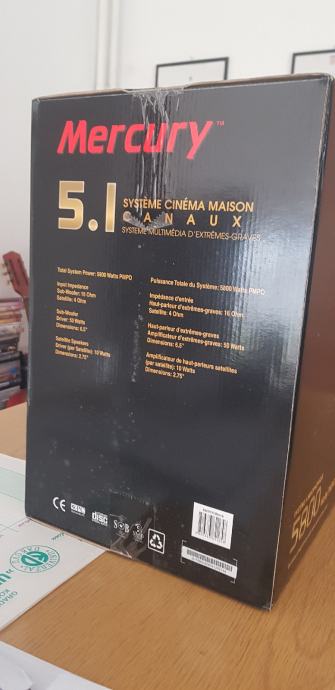 Mercury™
5.1
SYSTÈME CINÉMA MAISON
CANAUX
SYSTÈME MULTIMÉDIA D'EXTRÊMES-GRAVES
Total System Power: 5800 Watts PMPO
Input Impedance
Sub-Woofer: 16 Ohm
Satellite: 4 Ohm
Sub-Woofer
Driver: 50 Watts
Dimensions: 6.5"
Satellite Speakers
Driver (per Satellite): 10 Watts
Dimensions: 2.75"
Puissance Totale du Système: 5800 Watts PMPO
Impédance d'entrée
Haut-parleur d'extrêmes-graves: 16 Ohm
Satellite: 4 Ohm
Haut-parleur d'extrêmes-graves
Amplificateur d'extrêmes-graves: 50 Watts
Dimensions: 6.5"
Amplificateur de haut-parleurs satellites
(per satellite): 10 Watts
Dimensions: 2.75"
CE
disc
5800